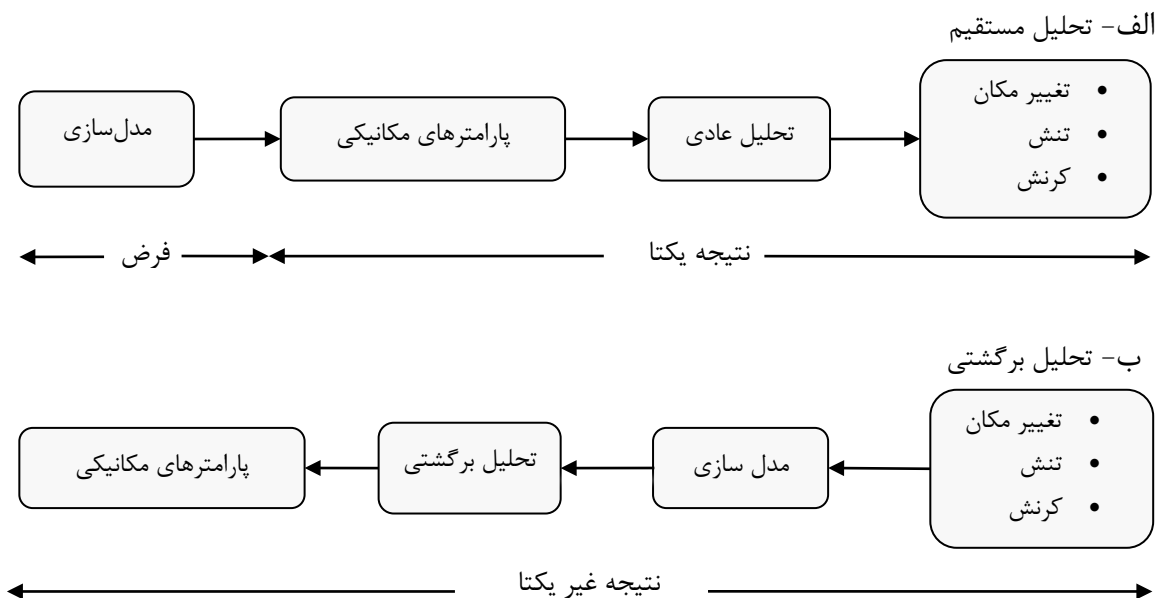 الف- تحلیل مستقیم
مدل‌سازی
پارامترهای مکانیکی
تحلیل عادی
• تغییر مکان
• تنش
• کرنش
فرض
نتیجه یکتا
ب- تحلیل برگشتی
• تغییر مکان
• تنش
• کرنش
مدل سازی
تحلیل برگشتی
پارامترهای مکانیکی
نتیجه غیر یکتا